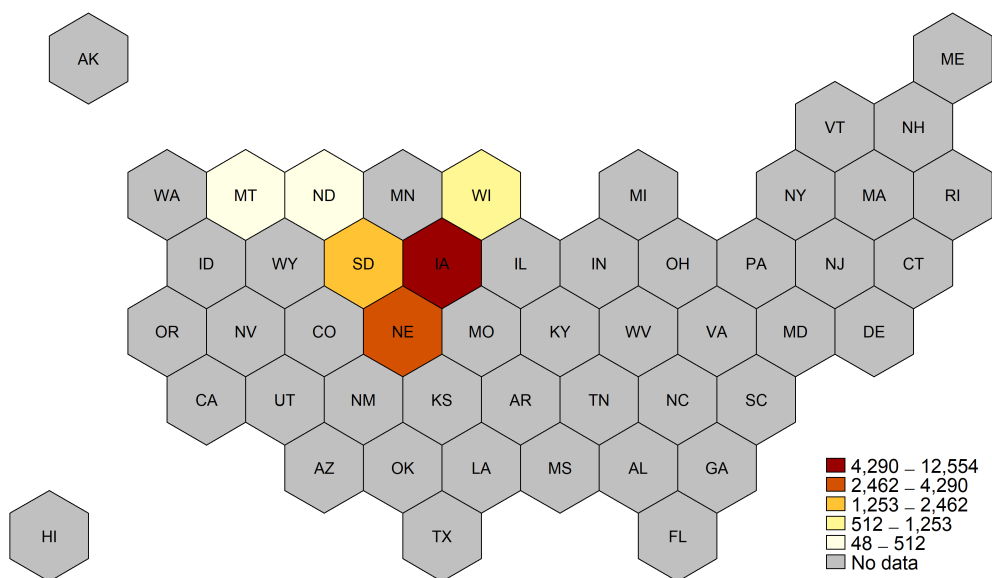 AK
ME
VT NH
WA MT ND MN WI MI NY MA RI
ID WY SD IA IL IN OH PA NJ CT
OR NV CO NE MO KY WV VA MD DE
CA UT NM KS AR TN NC SC
AZ OK LA MS AL GA
HI TX FL
4,290 – 12,554
2,462 – 4,290
1,253 – 2,462
512 – 1,253
48 – 512
No data